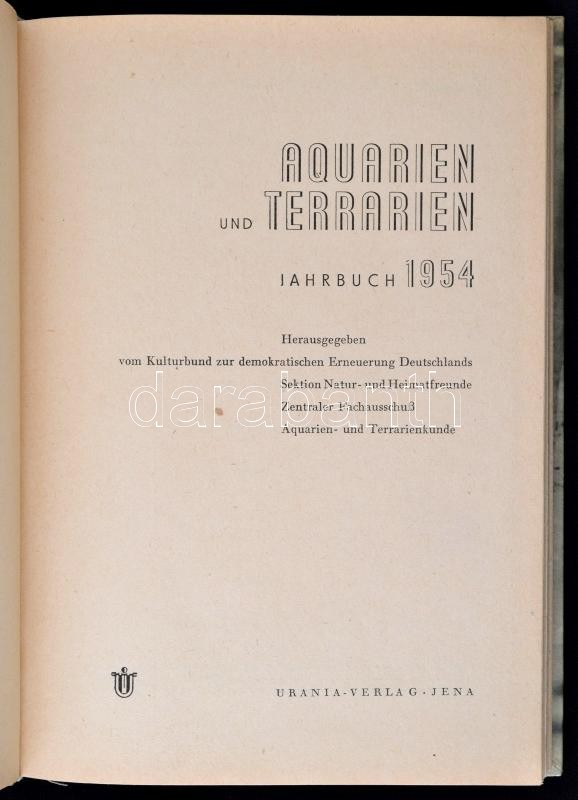 AQUARIEN
UND TERRARIEN
JAHRBUCH 1954
Herausgegeben
vom Kulturbund zur demokratischen Erneuerung Deutschlands
Sektion Natur- und Heimatfreunde
Zentraler Fachausschuß
Aquarien- und Terrarienkunde
darabanth
URANIA-VERLAG · JENA